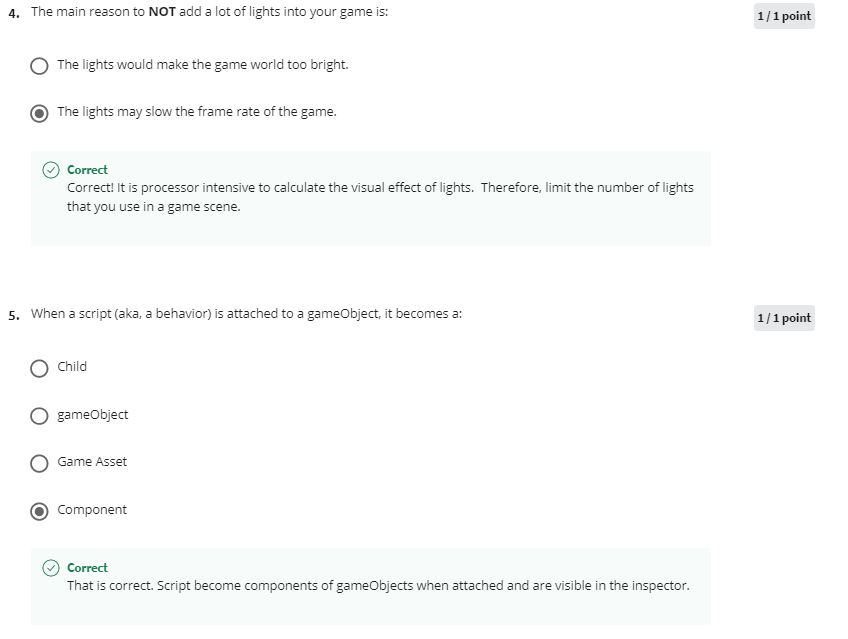 4. The main reason to NOT add a lot of lights into your game is:
1 / 1 point
The lights would make the game world too bright.
The lights may slow the frame rate of the game.
Correct
Correct! It is processor intensive to calculate the visual effect of lights.  Therefore, limit the number of lights
that you use in a game scene.
5. When a script (aka, a behavior) is attached to a gameObject, it becomes a:
1 / 1 point
Child
gameObject
Game Asset
Component
Correct
That is correct. Script become components of gameObjects when attached and are visible in the inspector.